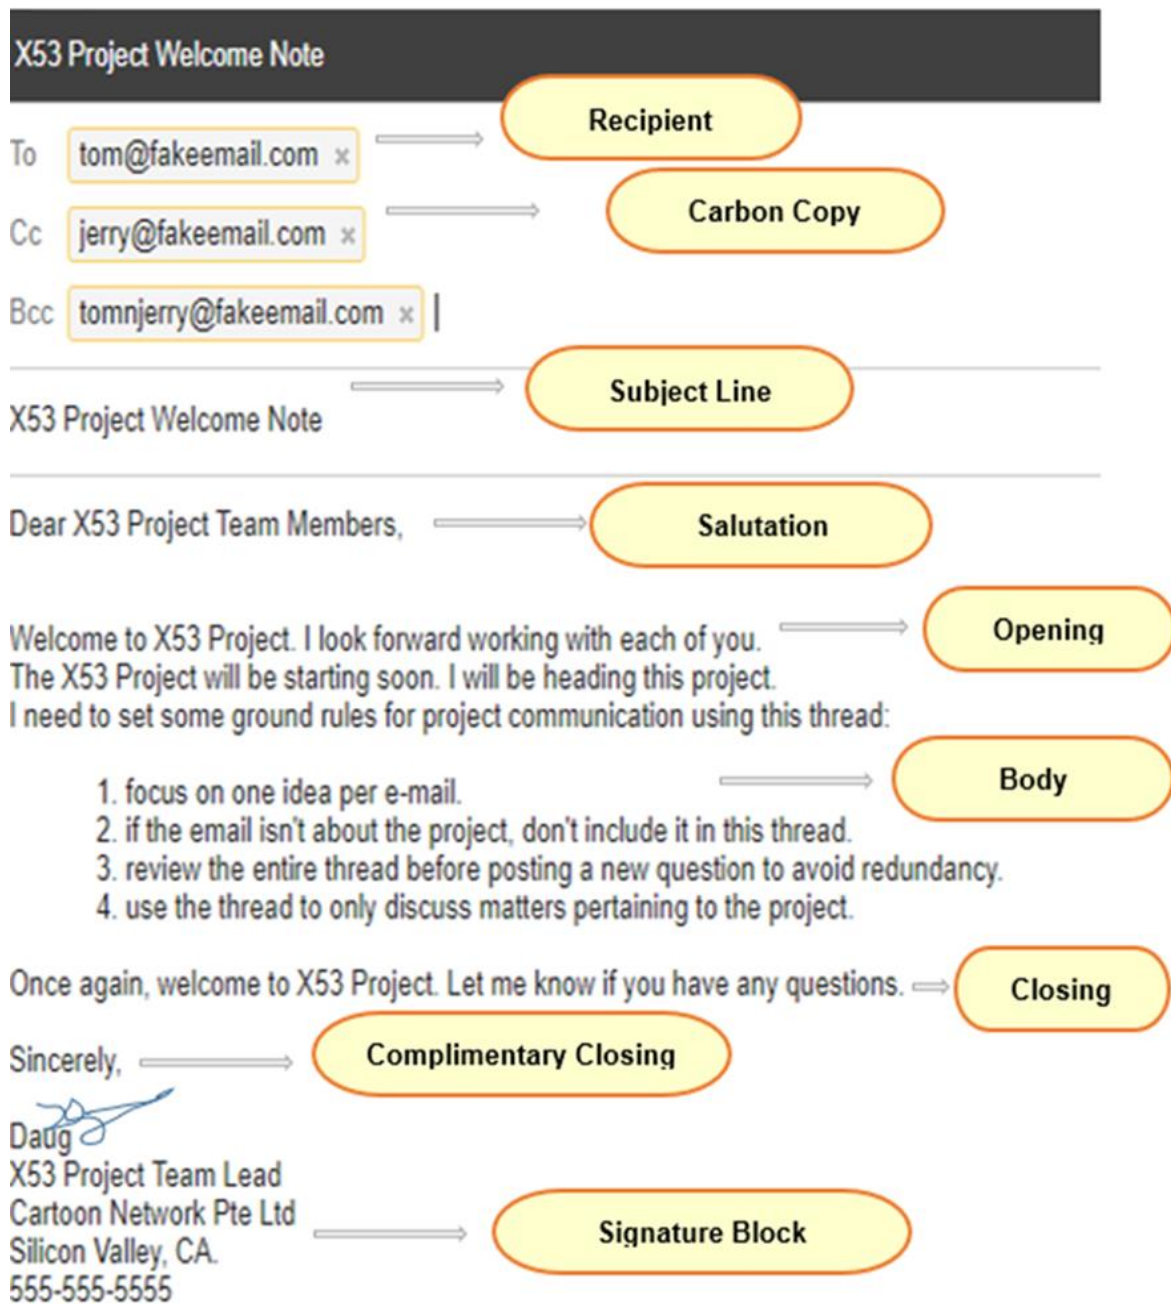 X53 Project Welcome Note
Recipient
To tom@fakeemail.com ×
Carbon Copy
Cc jerry@fakeemail.com ×
Bcc tomnjerry@fakeemail.com ×
Subject Line
X53 Project Welcome Note
Dear X53 Project Team Members,
Salutation
Welcome to X53 Project. I look forward working with each of you.
Opening
The X53 Project will be starting soon. I will be heading this project.
I need to set some ground rules for project communication using this thread:
Body
1. focus on one idea per e-mail.
2. if the email isn't about the project, don't include it in this thread.
3. review the entire thread before posting a new question to avoid redundancy.
4. use the thread to only discuss matters pertaining to the project.
Once again, welcome to X53 Project. Let me know if you have any questions.
Closing
Sincerely,
Complimentary Closing
Daug
X53 Project Team Lead
Cartoon Network Pte Ltd
Signature Block
Silicon Valley, CA.
555-555-5555